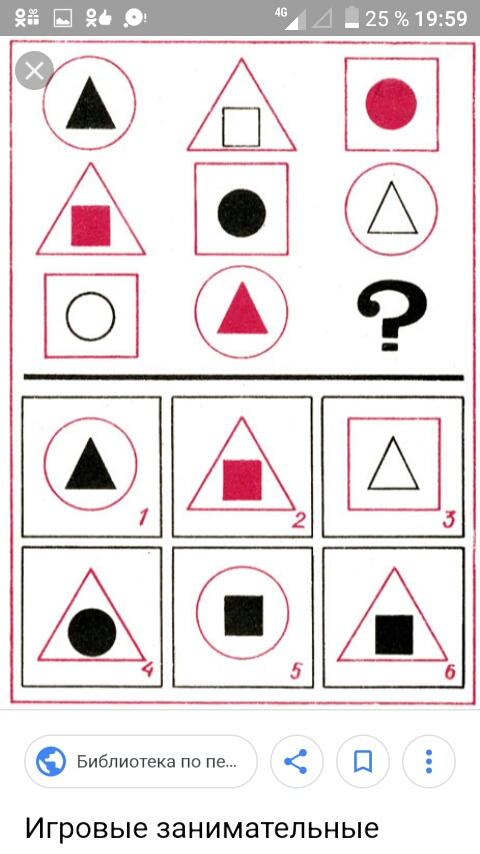 4G 25 % 19:59
?
1 2 3
4 5 6
Библиотека по пе...
Игровые занимательные